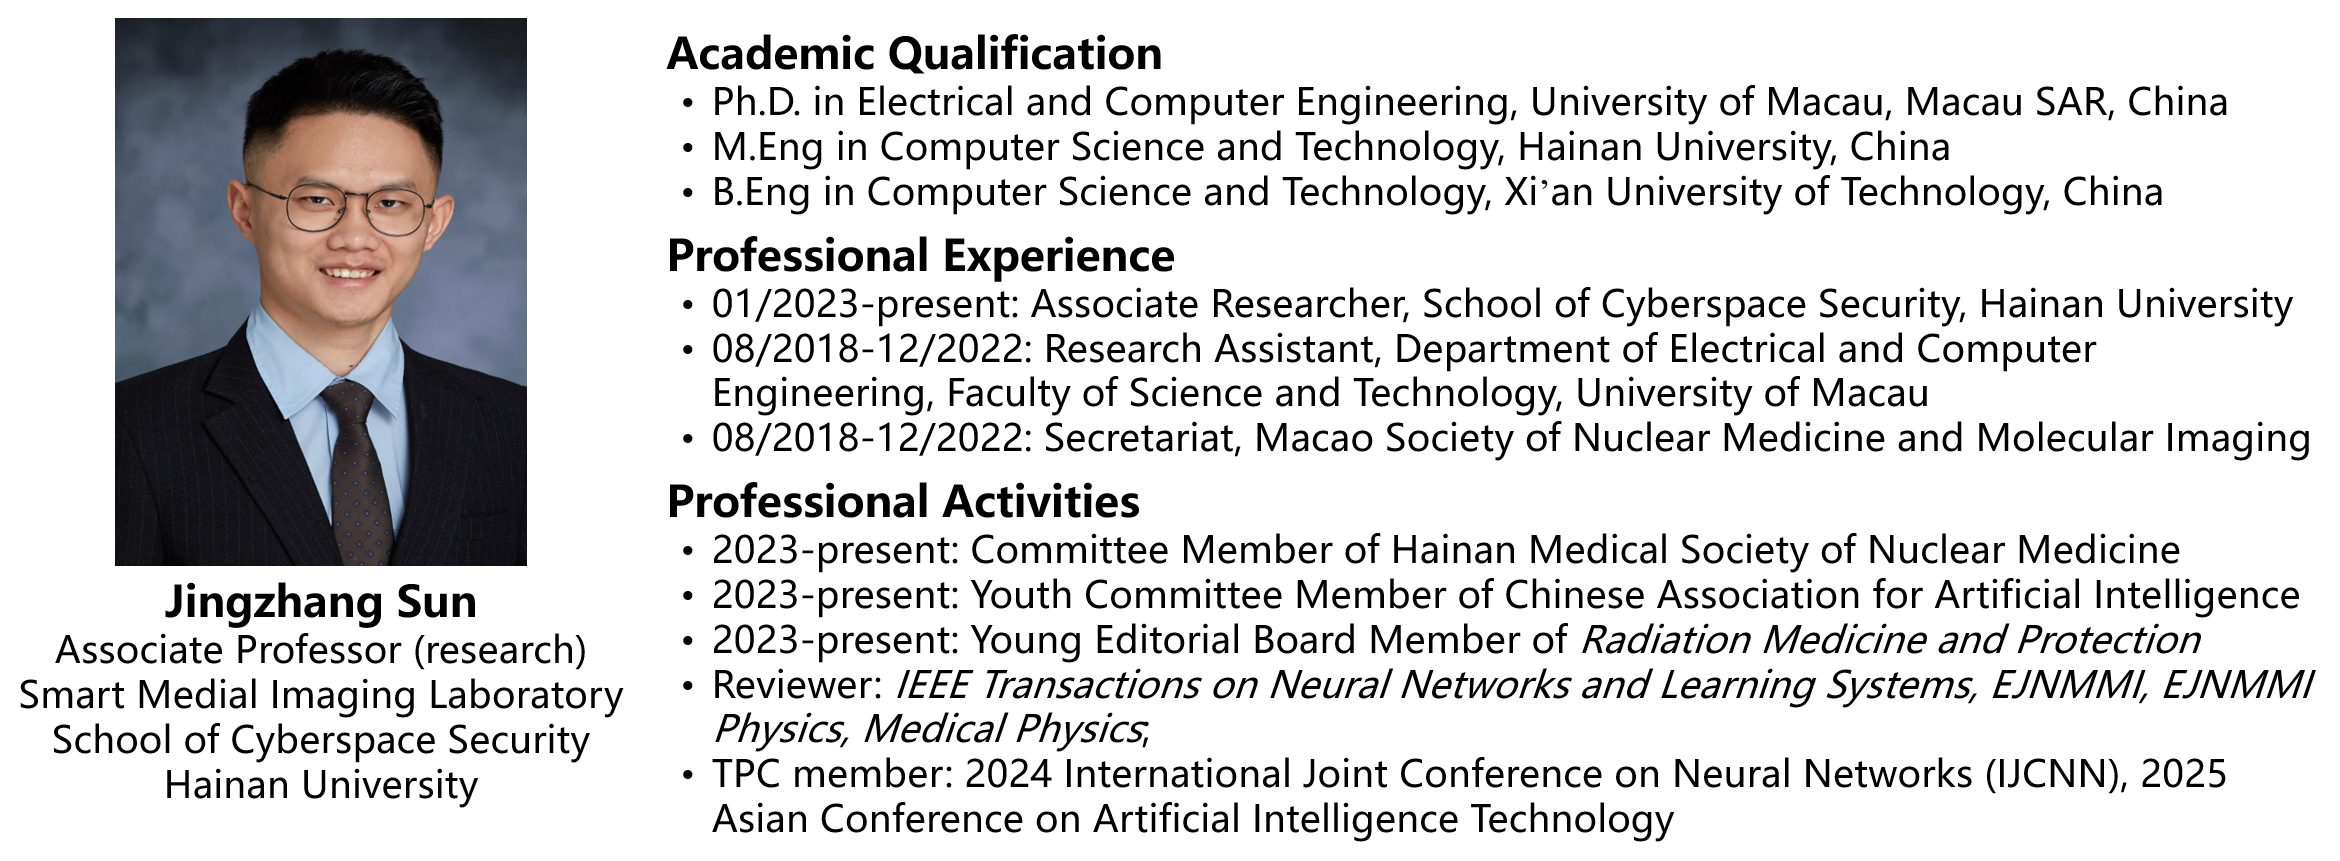 Jingzhang Sun
Associate Professor (research)
Smart Medial Imaging Laboratory
School of Cyberspace Security
Hainan University
Academic Qualification
• Ph.D. in Electrical and Computer Engineering, University of Macau, Macau SAR, China
• M.Eng in Computer Science and Technology, Hainan University, China
• B.Eng in Computer Science and Technology, Xi’an University of Technology, China
Professional Experience
• 01/2023-present: Associate Researcher, School of Cyberspace Security, Hainan University
• 08/2018-12/2022: Research Assistant, Department of Electrical and Computer
Engineering, Faculty of Science and Technology, University of Macau
• 08/2018-12/2022: Secretariat, Macao Society of Nuclear Medicine and Molecular Imaging
Professional Activities
• 2023-present: Committee Member of Hainan Medical Society of Nuclear Medicine
• 2023-present: Youth Committee Member of Chinese Association for Artificial Intelligence
• 2023-present: Young Editorial Board Member of Radiation Medicine and Protection
• Reviewer: IEEE Transactions on Neural Networks and Learning Systems, EJNMMI, EJNMMI
Physics, Medical Physics;
• TPC member: 2024 International Joint Conference on Neural Networks (IJCNN), 2025
Asian Conference on Artificial Intelligence Technology